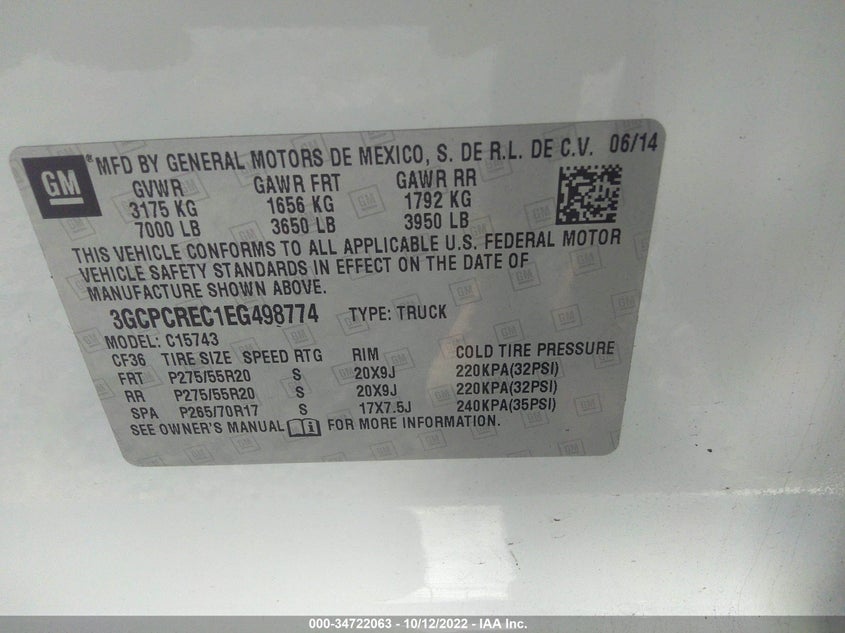 GM
® MFD BY GENERAL MOTORS DE MEXICO, S. DE R.L. DE C.V. 06/14
GVWR GAWR FRT GAWR RR
3175 KG 1656 KG 1792 KG
7000 LB 3650 LB 3950 LB
THIS VEHICLE CONFORMS TO ALL APPLICABLE U.S. FEDERAL MOTOR
VEHICLE SAFETY STANDARDS IN EFFECT ON THE DATE OF
MANUFACTURE SHOWN ABOVE.
3GCPCREC1EG498774 TYPE: TRUCK
MODEL: C15743
CF36 TIRE SIZE SPEED RTG RIM COLD TIRE PRESSURE
FRT P275/55R20 S 20X9J 220KPA(32PSI)
RR P275/55R20 S 20X9J 220KPA(32PSI)
SPA P265/70R17 S 17X7.5J 240KPA(35PSI)
SEE OWNER'S MANUAL i FOR MORE INFORMATION.
000-34722063 - 10/12/2022 - IAA Inc.